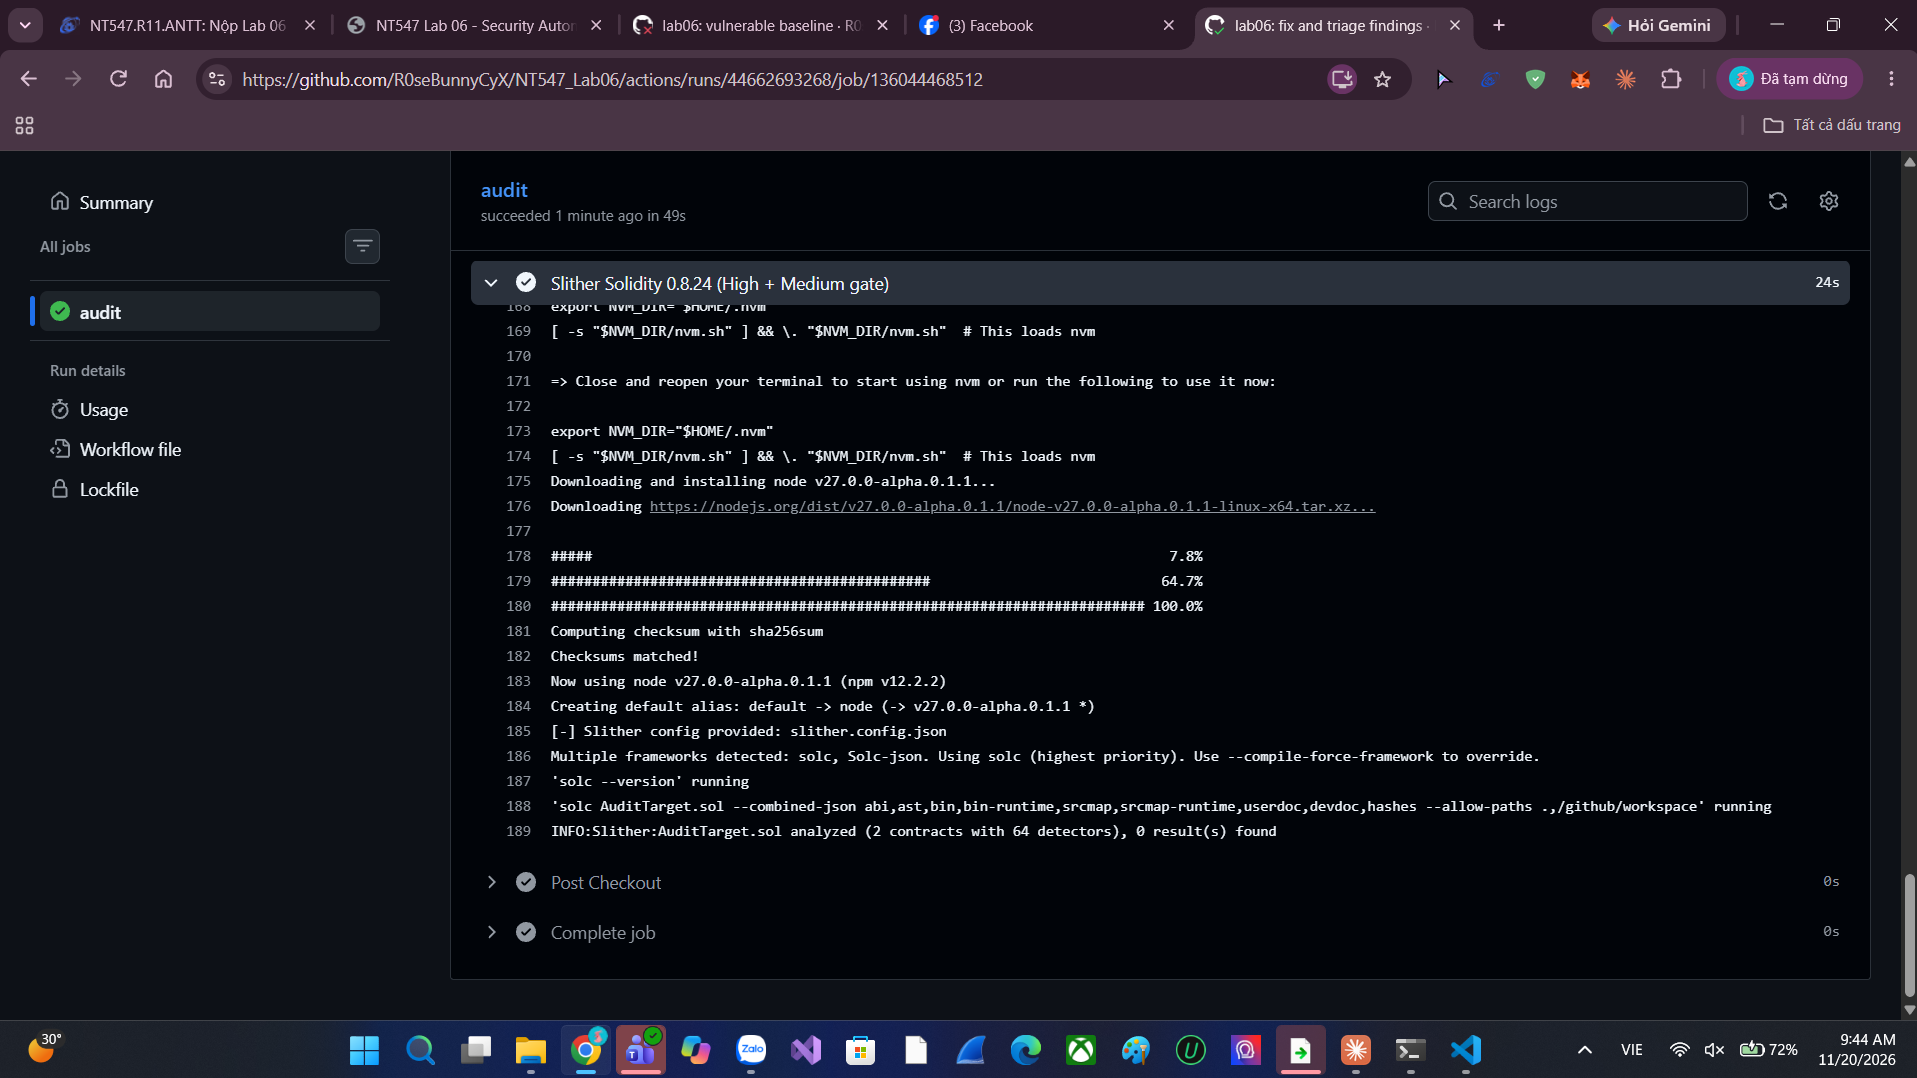 NT547.R11.ANTT: Nộp Lab 06
NT547 Lab 06 - Security Autor
lab06: vulnerable baseline · R0
(3) Facebook
lab06: fix and triage findings ·
Hỏi Gemini
https://github.com/R0seBunnyCyX/NT547_Lab06/actions/runs/44662693268/job/136044468512
Đã tạm dừng
Tất cả dấu trang
Summary
All jobs
audit
Run details
Usage
Workflow file
Lockfile
audit
succeeded 1 minute ago in 49s
Search logs
Slither Solidity 0.8.24 (High + Medium gate)
24s
168 export NVM_DIR="$HOME/.nvm"
169 [ -s "$NVM_DIR/nvm.sh" ] && \. "$NVM_DIR/nvm.sh"  # This loads nvm
170
171 => Close and reopen your terminal to start using nvm or run the following to use it now:
172
173 export NVM_DIR="$HOME/.nvm"
174 [ -s "$NVM_DIR/nvm.sh" ] && \. "$NVM_DIR/nvm.sh"  # This loads nvm
175 Downloading and installing node v27.0.0-alpha.0.1.1...
176 Downloading https://nodejs.org/dist/v27.0.0-alpha.0.1.1/node-v27.0.0-alpha.0.1.1-linux-x64.tar.xz...
177
178 ##### 7.8%
179 ############################################## 64.7%
180 ######################################################################## 100.0%
181 Computing checksum with sha256sum
182 Checksums matched!
183 Now using node v27.0.0-alpha.0.1.1 (npm v12.2.2)
184 Creating default alias: default -> node (-> v27.0.0-alpha.0.1.1 *)
185 [-] Slither config provided: slither.config.json
186 Multiple frameworks detected: solc, Solc-json. Using solc (highest priority). Use --compile-force-framework to override.
187 'solc --version' running
188 'solc AuditTarget.sol --combined-json abi,ast,bin,bin-runtime,srcmap,srcmap-runtime,userdoc,devdoc,hashes --allow-paths .,/github/workspace' running
189 INFO:Slither:AuditTarget.sol analyzed (2 contracts with 64 detectors), 0 result(s) found
Post Checkout
0s
Complete job
0s
30°
Zalo
VIE
72%
9:44 AM
11/20/2026